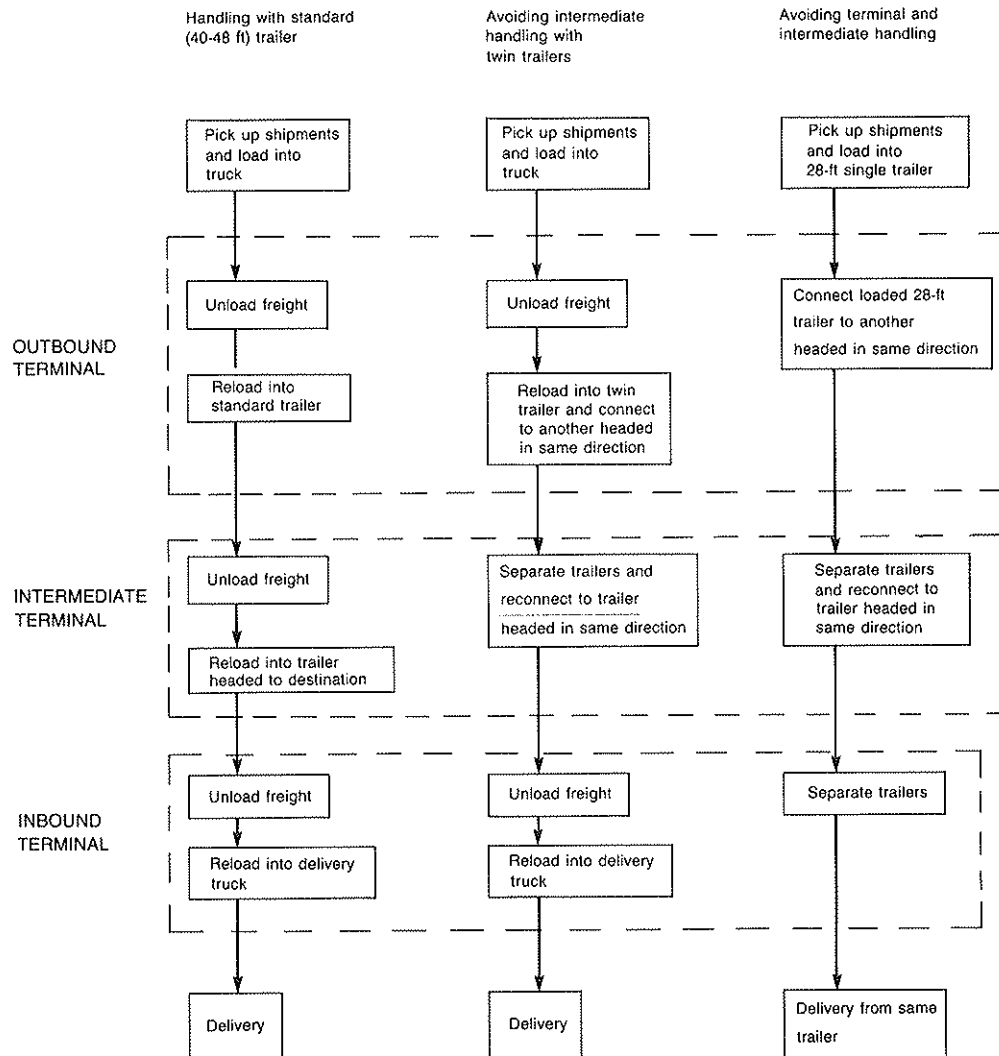 Handling with standard
(40-48 ft) trailer
Avoiding intermediate
handling with
twin trailers
Avoiding terminal and
intermediate handling
Pick up shipments
and load into
truck
Pick up shipments
and load into
truck
Pick up shipments
and load into
28-ft single trailer
OUTBOUND
TERMINAL
Unload freight
Unload freight
Connect loaded 28-ft
trailer to another
headed in same direction
Reload into
standard trailer
Reload into twin
trailer and connect
to another headed
in same direction
INTERMEDIATE
TERMINAL
Unload freight
Separate trailers and
reconnect to trailer
headed in same direction
Separate trailers
and reconnect to
trailer headed in
same direction
Reload into trailer
headed to destination
INBOUND
TERMINAL
Unload freight
Unload freight
Separate trailers
Reload into delivery
truck
Reload into delivery
truck
Delivery
Delivery
Delivery from same
trailer